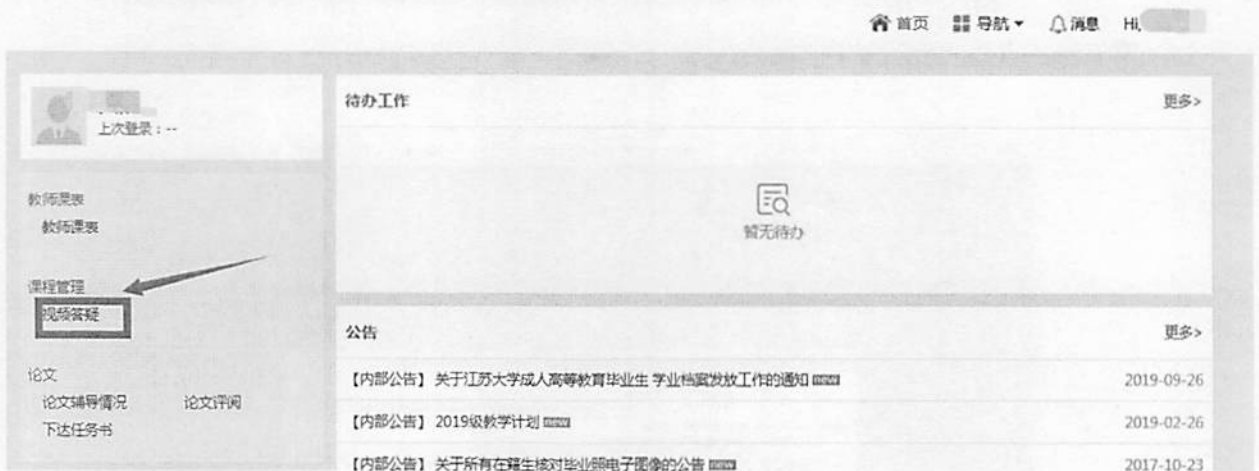 首页 导航 消息 Hi,
上次登录：--
教师课表
教师课表
课程管理
视频答疑
论文
论文辅导情况 论文评阅
下达任务书
待办工作 更多>
暂无待办
公告 更多>
【内部公告】 关于江苏大学成人高等教育毕业生 学业档案发放工作的通知 new 2019-09-26
【内部公告】 2019级教学计划 new 2019-02-26
【内部公告】 关于所有在籍生核对毕业照电子图像的公告 new 2017-10-23